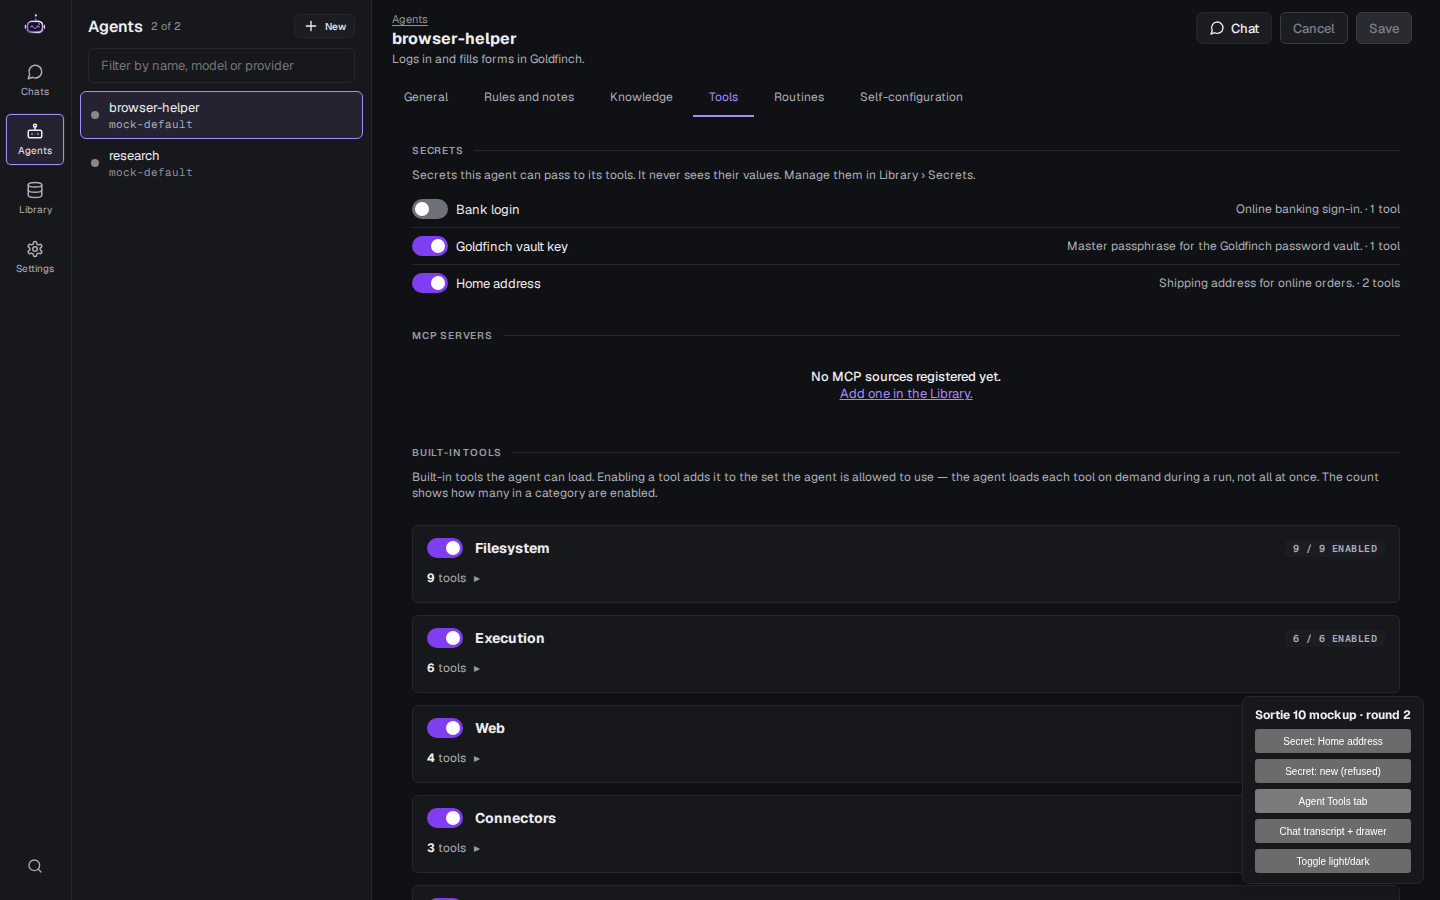 Chats
Agents
Library
Settings
Agents 2 of 2
New
Filter by name, model or provider
browser-helper
mock-default
research
mock-default
Agents
browser-helper
Logs in and fills forms in Goldfinch.
Chat
Cancel
Save
General
Rules and notes
Knowledge
Tools
Routines
Self-configuration
SECRETS
Secrets this agent can pass to its tools. It never sees their values. Manage them in Library › Secrets.
Bank login
Online banking sign-in. · 1 tool
Goldfinch vault key
Master passphrase for the Goldfinch password vault. · 1 tool
Home address
Shipping address for online orders. · 2 tools
MCP SERVERS
No MCP sources registered yet.
Add one in the Library.
BUILT-IN TOOLS
Built-in tools the agent can load. Enabling a tool adds it to the set the agent is allowed to use — the agent loads each tool on demand during a run, not all at once. The count
shows how many in a category are enabled.
Filesystem
9 / 9 ENABLED
9 tools ▸
Execution
6 / 6 ENABLED
6 tools ▸
Web
4 tools ▸
Connectors
3 tools ▸
Sortie 10 mockup · round 2
Secret: Home address
Secret: new (refused)
Agent Tools tab
Chat transcript + drawer
Toggle light/dark